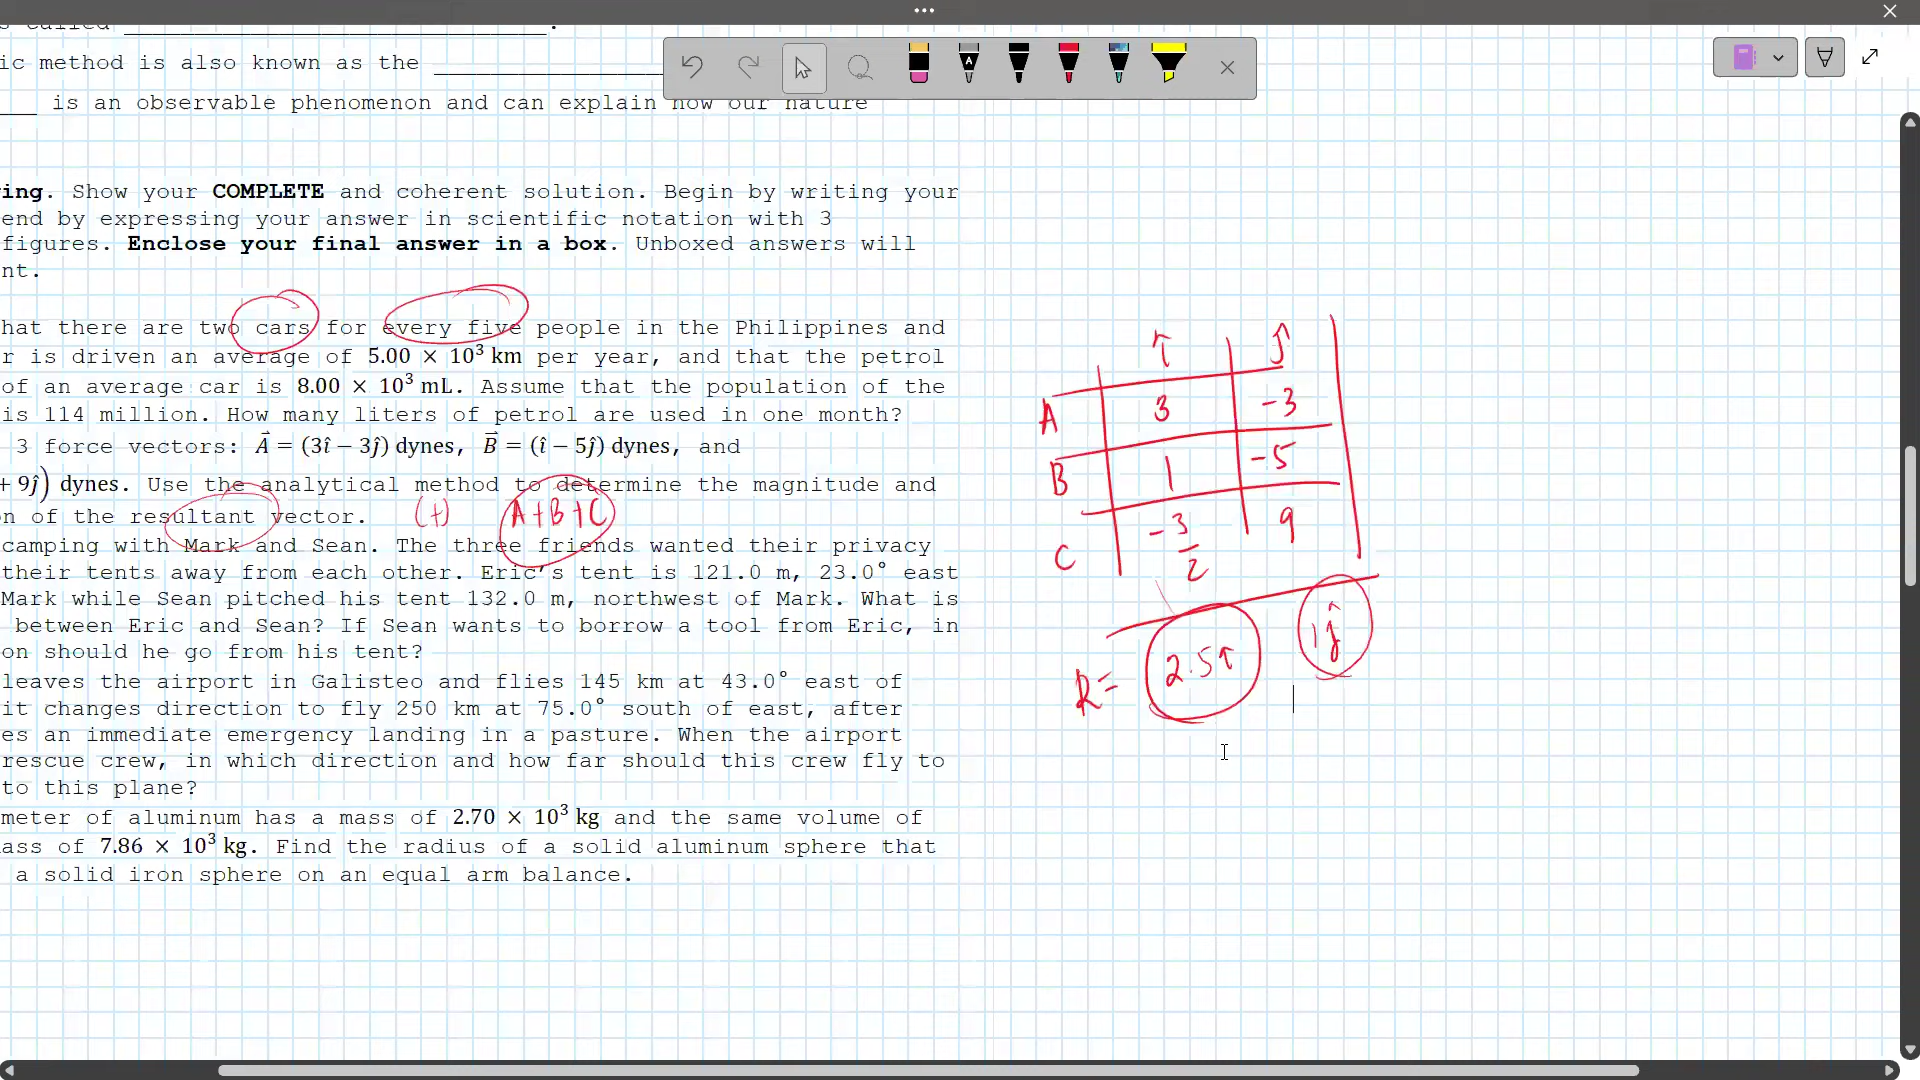 s called ______________________________.
ic method is also known as the ________________
___ is an observable phenomenon and can explain how our nature
ing. Show your COMPLETE and coherent solution. Begin by writing your
end by expressing your answer in scientific notation with 3
figures. Enclose your final answer in a box. Unboxed answers will
nt.
hat there are two cars for every five people in the Philippines and
r is driven an average of 5.00 × 10³ km per year, and that the petrol
of an average car is 8.00 × 10³ mL. Assume that the population of the
is 114 million. How many liters of petrol are used in one month?
3 force vectors: A⃗ = (3î − 3ĵ) dynes, B⃗ = (î − 5ĵ) dynes, and
+ 9ĵ) dynes. Use the analytical method to determine the magnitude and
n of the resultant vector. (+) A+B+C
camping with Mark and Sean. The three friends wanted their privacy
their tents away from each other. Eric's tent is 121.0 m, 23.0° east
Mark while Sean pitched his tent 132.0 m, northwest of Mark. What is
between Eric and Sean? If Sean wants to borrow a tool from Eric, in
on should he go from his tent?
leaves the airport in Galisteo and flies 145 km at 43.0° east of
it changes direction to fly 250 km at 75.0° south of east, after
es an immediate emergency landing in a pasture. When the airport
rescue crew, in which direction and how far should this crew fly to
to this plane?
meter of aluminum has a mass of 2.70 × 10³ kg and the same volume of
ass of 7.86 × 10³ kg. Find the radius of a solid aluminum sphere that
a solid iron sphere on an equal arm balance.
î ĵ
A 3 -3
B 1 -5
C -3/2 9
R = 2.5î 1ĵ